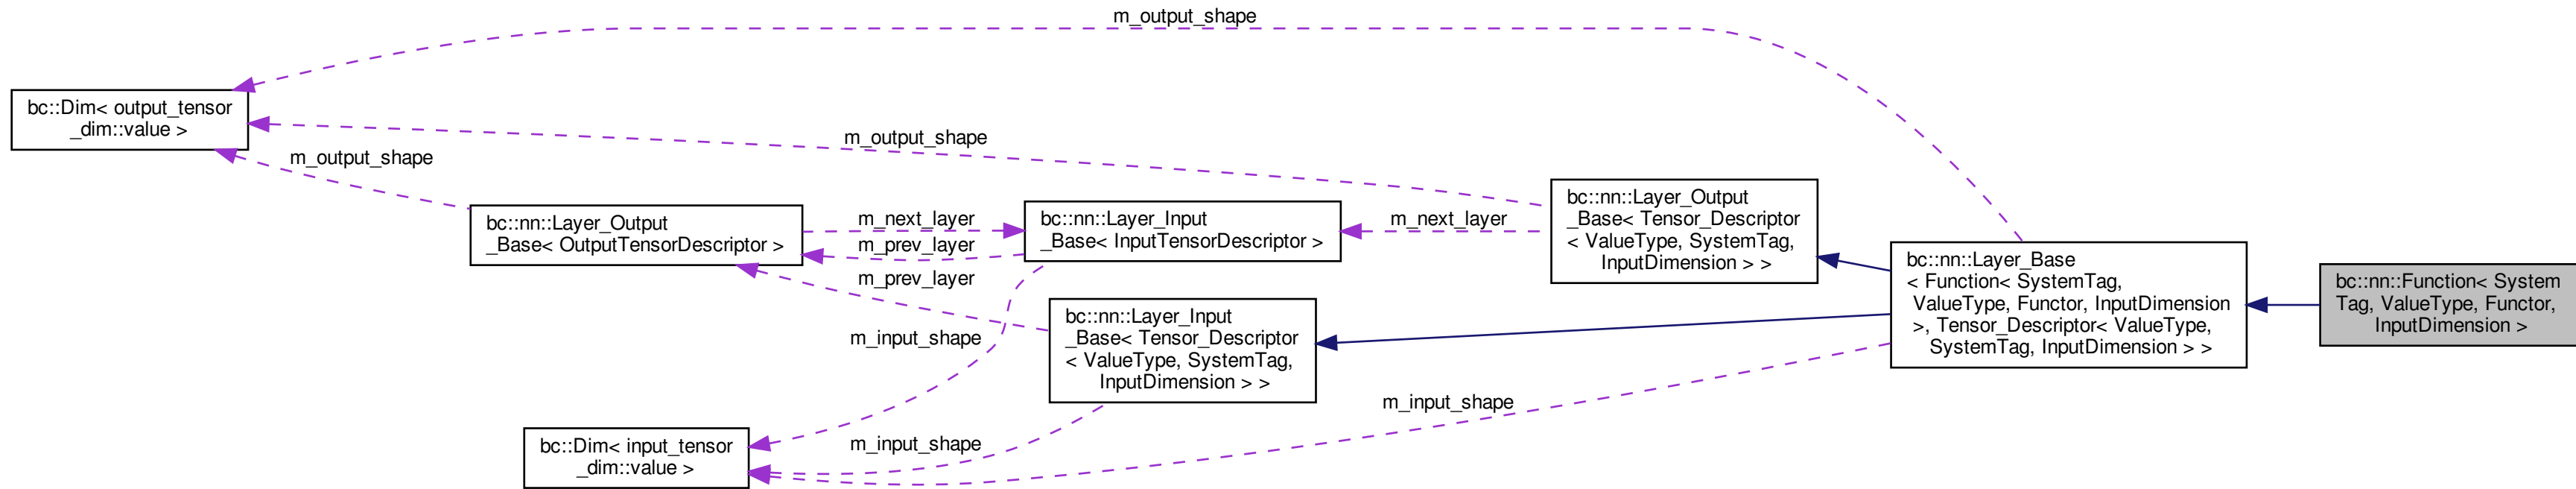 m_output_shape
bc::Dim< output_tensor
_dim::value >
m_output_shape
m_output_shape
bc::nn::Layer_Output
_Base< OutputTensorDescriptor >
m_next_layer
m_prev_layer
m_prev_layer
bc::nn::Layer_Input
_Base< InputTensorDescriptor >
m_next_layer
bc::nn::Layer_Output
_Base< Tensor_Descriptor
< ValueType, SystemTag,
InputDimension > >
bc::nn::Layer_Base
< Function< SystemTag,
ValueType, Functor, InputDimension
>, Tensor_Descriptor< ValueType,
SystemTag, InputDimension > >
bc::nn::Function< System
Tag, ValueType, Functor,
InputDimension >
bc::nn::Layer_Input
_Base< Tensor_Descriptor
< ValueType, SystemTag,
InputDimension > >
m_input_shape
m_input_shape
m_input_shape
bc::Dim< input_tensor
_dim::value >